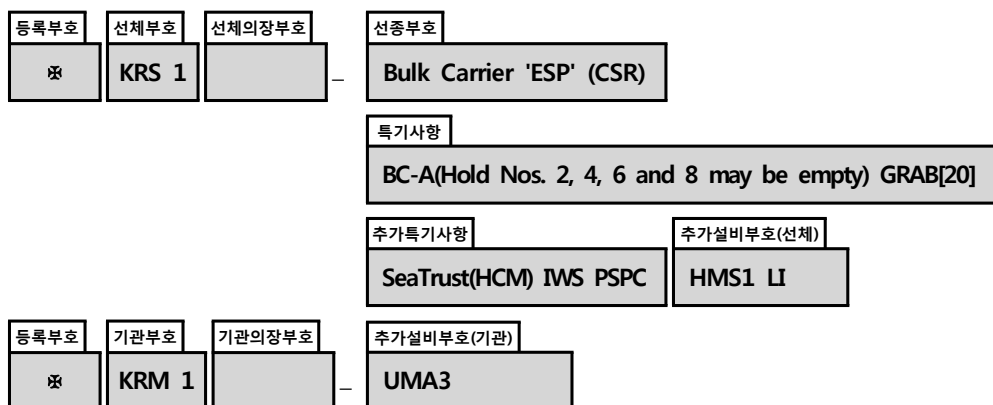 등록부호 선체부호 선체의장부호 선종부호
✠ KRS 1 – Bulk Carrier 'ESP' (CSR)
특기사항
BC-A(Hold Nos. 2, 4, 6 and 8 may be empty) GRAB[20]
추가특기사항 추가설비부호(선체)
SeaTrust(HCM) IWS PSPC HMS1 LI
등록부호 기관부호 기관의장부호 추가설비부호(기관)
✠ KRM 1 – UMA3